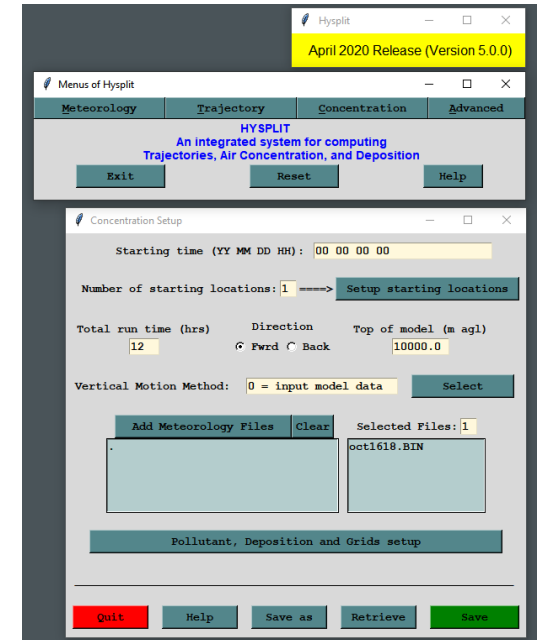 Hysplit
April 2020 Release (Version 5.0.0)
Menus of Hysplit
Meteorology Trajectory Concentration Advanced
HYSPLIT
An integrated system for computing
Trajectories, Air Concentration, and Deposition
Exit Reset Help
Concentration Setup
Starting time (YY MM DD HH): 00 00 00 00
Number of starting locations: 1 ====> Setup starting locations
Total run time (hrs) Direction Top of model (m agl)
12 Fwrd Back 10000.0
Vertical Motion Method: 0 = input model data Select
Add Meteorology Files Clear Selected Files: 1
. oct1618.BIN
Pollutant, Deposition and Grids setup
Quit Help Save as Retrieve Save